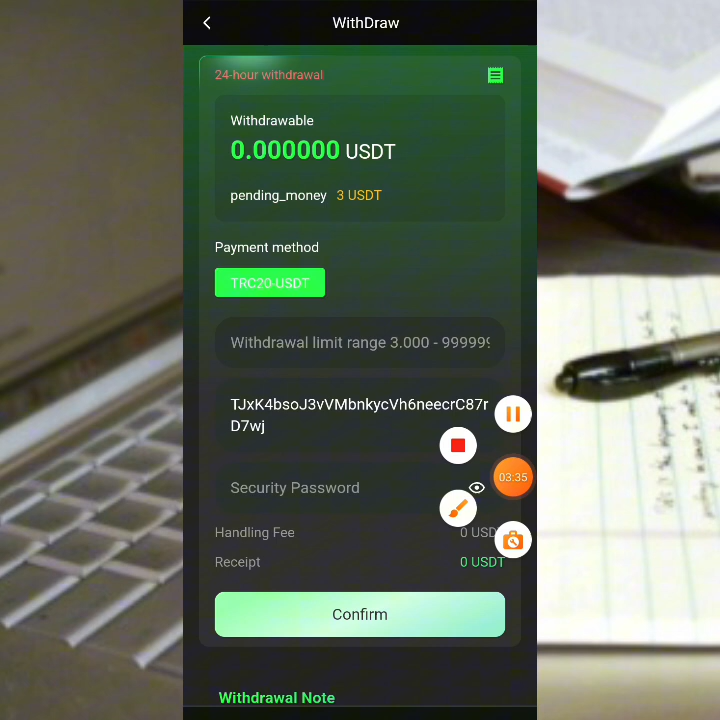 WithDraw
24-hour withdrawal
Withdrawable
0.000000 USDT
pending_money 3 USDT
Payment method
TRC20-USDT
Withdrawal limit range 3.000 - 99999
TJxK4bsoJ3vVMbnkycVh6neecrC87r
D7wj
03:35
Security Password
Handling Fee 0 USD
Receipt 0 USDT
Confirm
Withdrawal Note